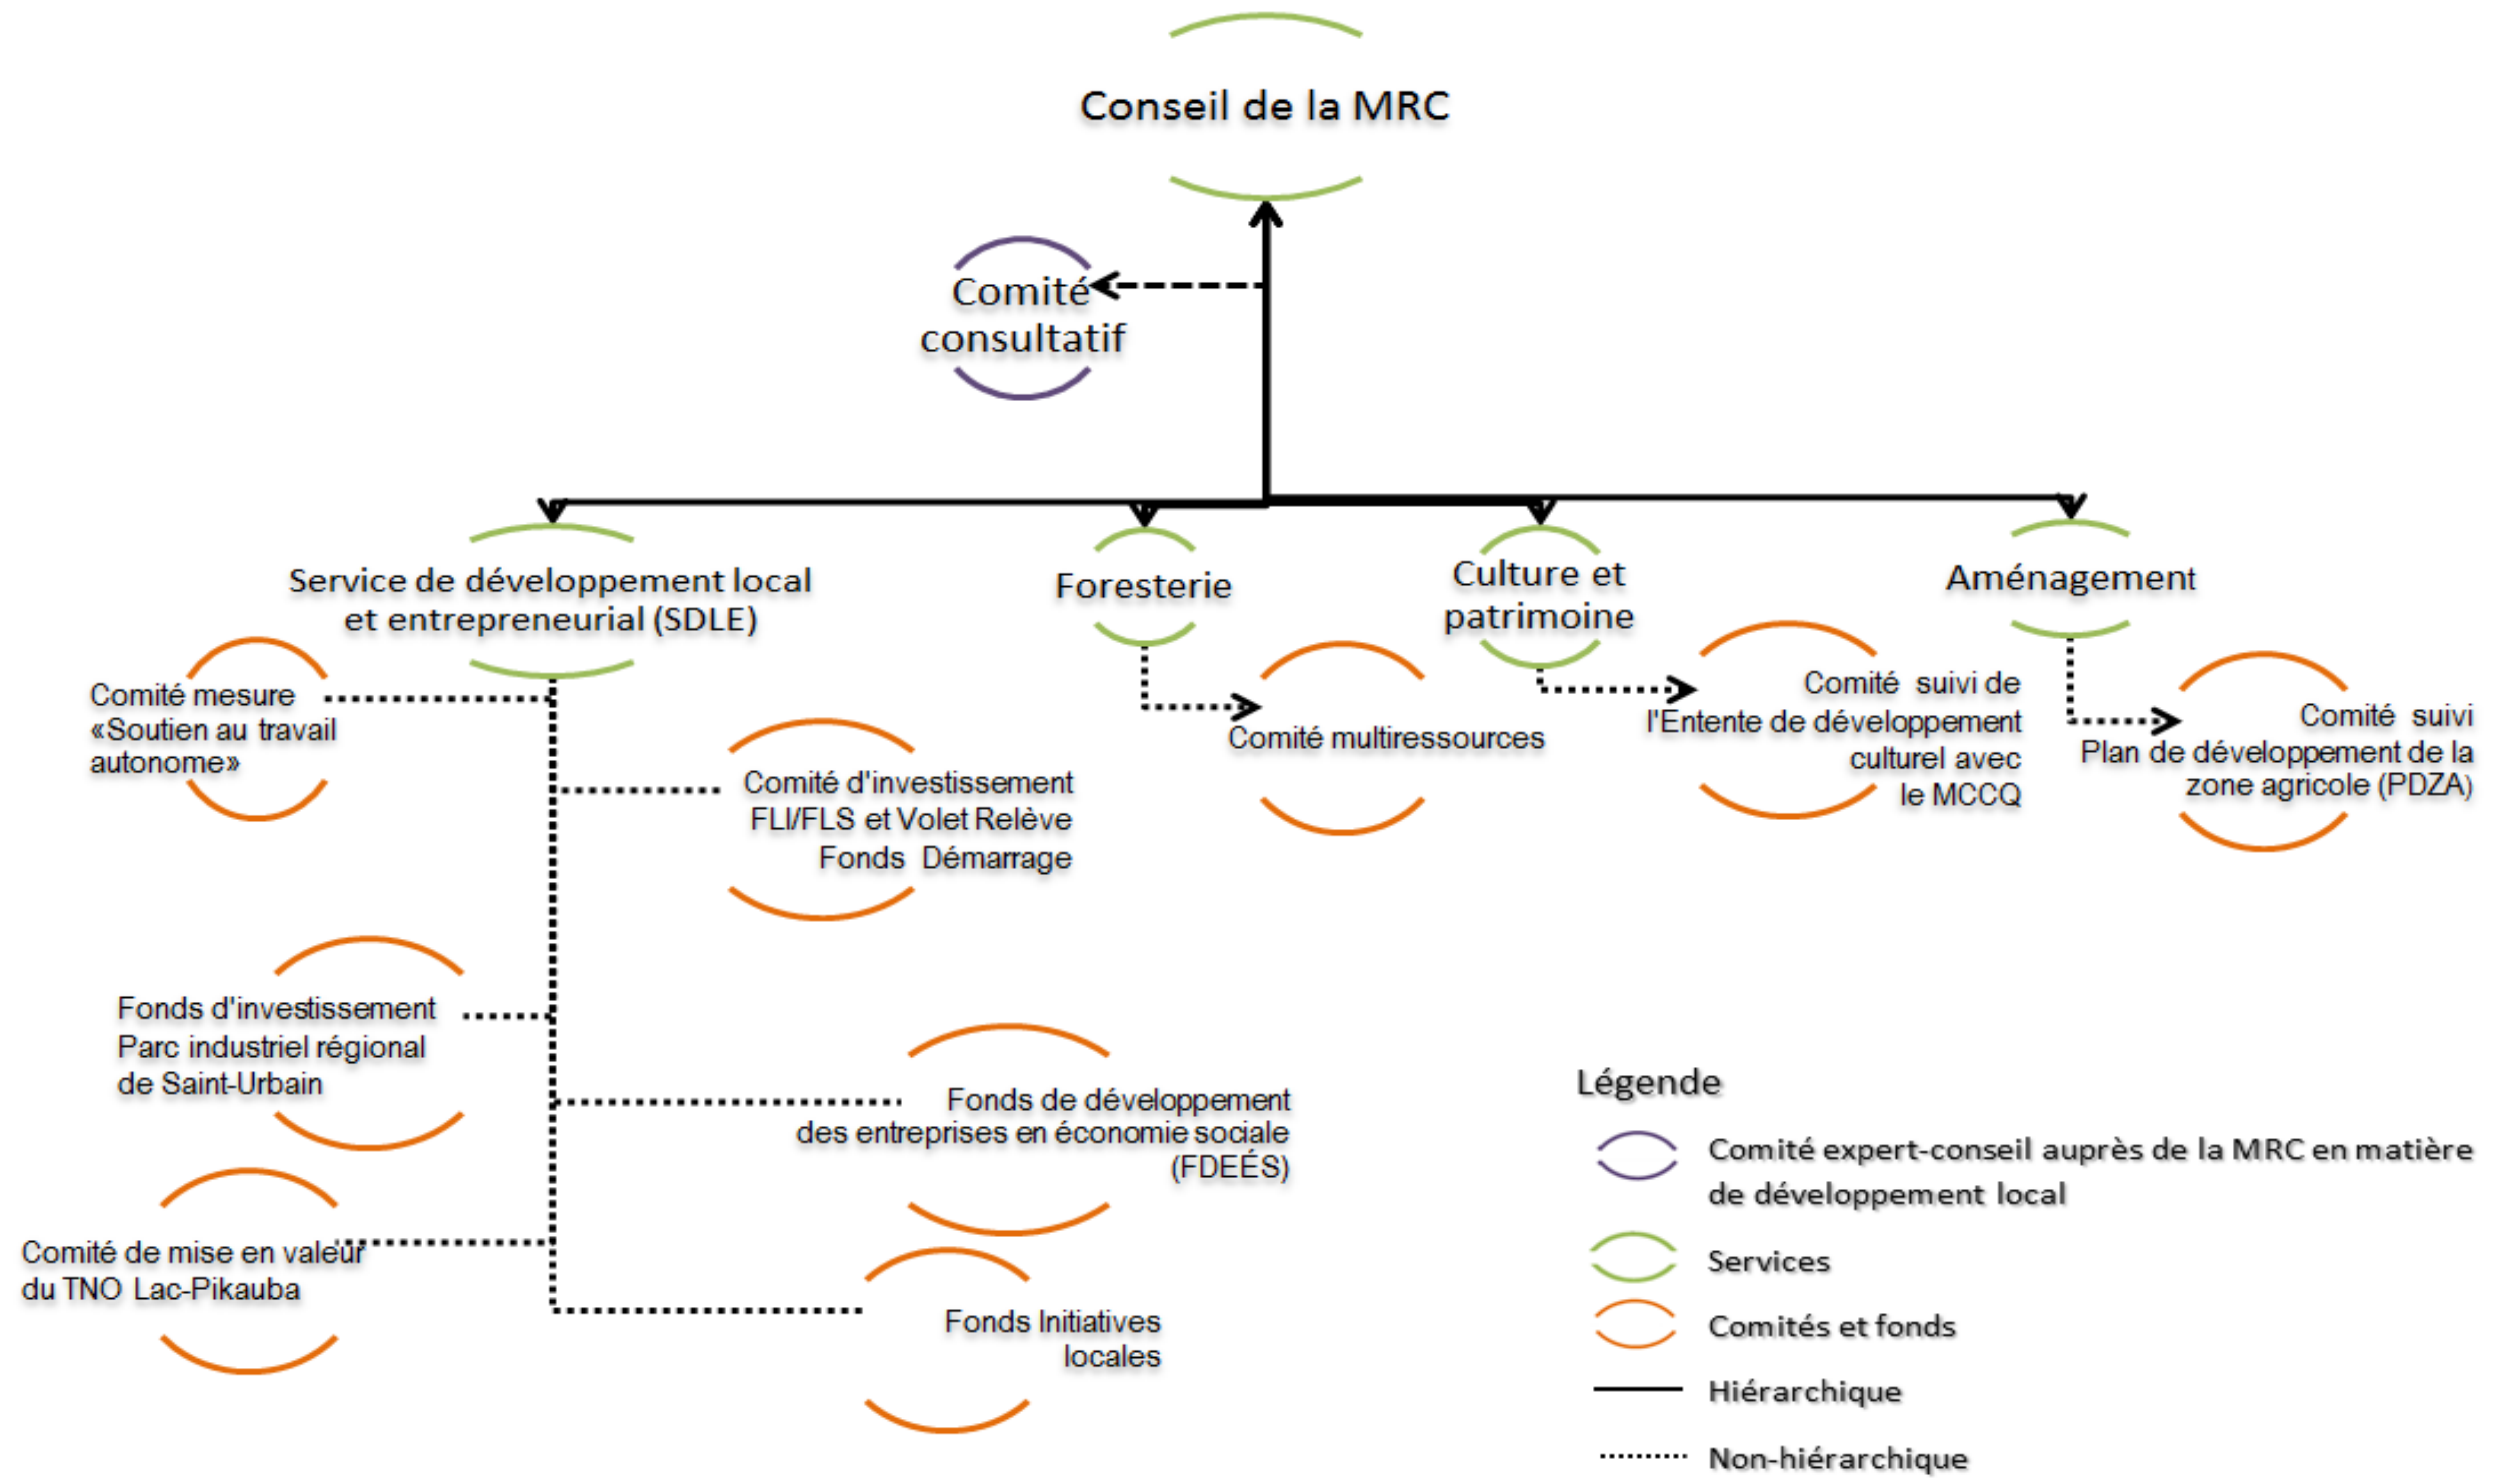 Conseil de la MRC
Comité
consultatif
Service de développement local
et entrepreneurial (SDLE)
Foresterie
Culture et
patrimoine
Aménagement
Comité mesure
«Soutien au travail
autonome»
Comité d'investissement
FLI/FLS et Volet Relève
Fonds Démarrage
Comité multiressources
Comité suivi de
l'Entente de développement
culturel avec
le MCCQ
Comité suivi
Plan de développement de la
zone agricole (PDZA)
Fonds d'investissement
Parc industriel régional
de Saint-Urbain
Fonds de développement
des entreprises en économie sociale
(FDEÉS)
Comité de mise en valeur
du TNO Lac-Pikauba
Fonds Initiatives
locales
Légende
Comité expert-conseil auprès de la MRC en matière
de développement local
Services
Comités et fonds
Hiérarchique
Non-hiérarchique